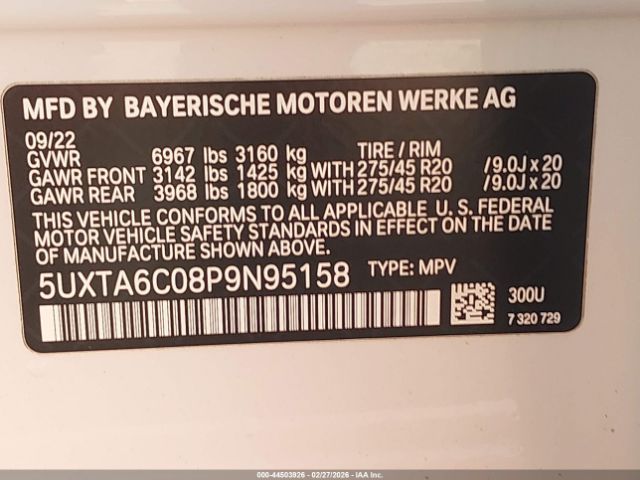 MFD BY BAYERISCHE MOTOREN WERKE AG
09/22
GVWR 6967 lbs 3160 kg TIRE / RIM
GAWR FRONT 3142 lbs 1425 kg WITH 275/45 R20 /9.0J x 20
GAWR REAR 3968 lbs 1800 kg WITH 275/45 R20 /9.0J x 20
THIS VEHICLE CONFORMS TO ALL APPLICABLE U. S. FEDERAL
MOTOR VEHICLE SAFETY STANDARDS IN EFFECT ON THE DATE
OF MANUFACTURE SHOWN ABOVE.
5UXTA6C08P9N95158 TYPE: MPV
300U
7 320 729
000-44503926 - 02/27/2026 - IAA Inc.